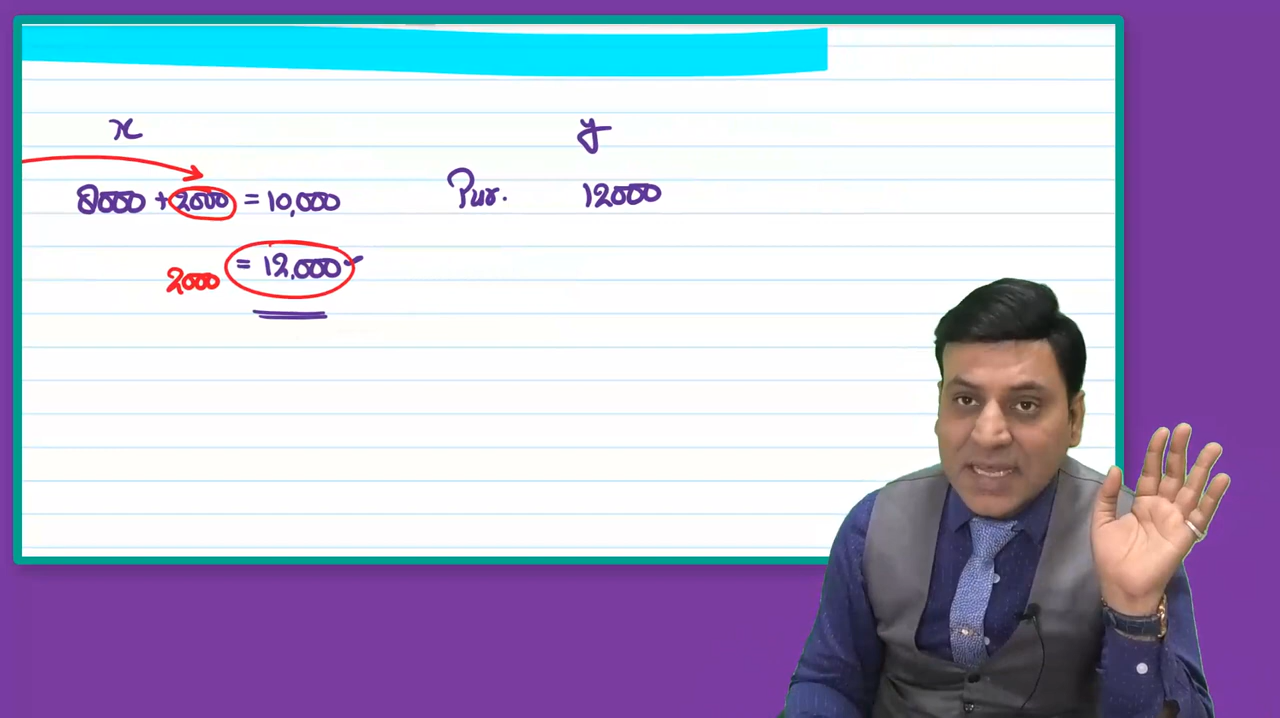 x
y
8000 + 2000 = 10,000
Pur. 12000
2000 = 12,000